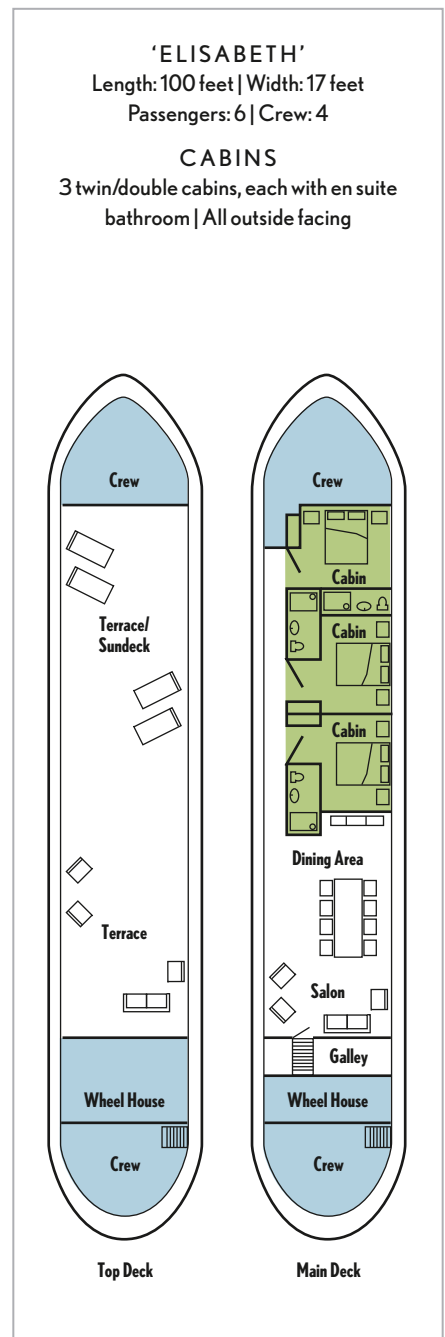 ‘ELISABETH’
Length: 100 feet | Width: 17 feet
Passengers: 6 | Crew: 4
CABINS
3 twin/double cabins, each with en suite
bathroom | All outside facing
Crew
Terrace/
Sundeck
Terrace
Wheel House
Crew
Top Deck
Crew
Cabin
Cabin
Cabin
Dining Area
Salon
Galley
Wheel House
Crew
Main Deck